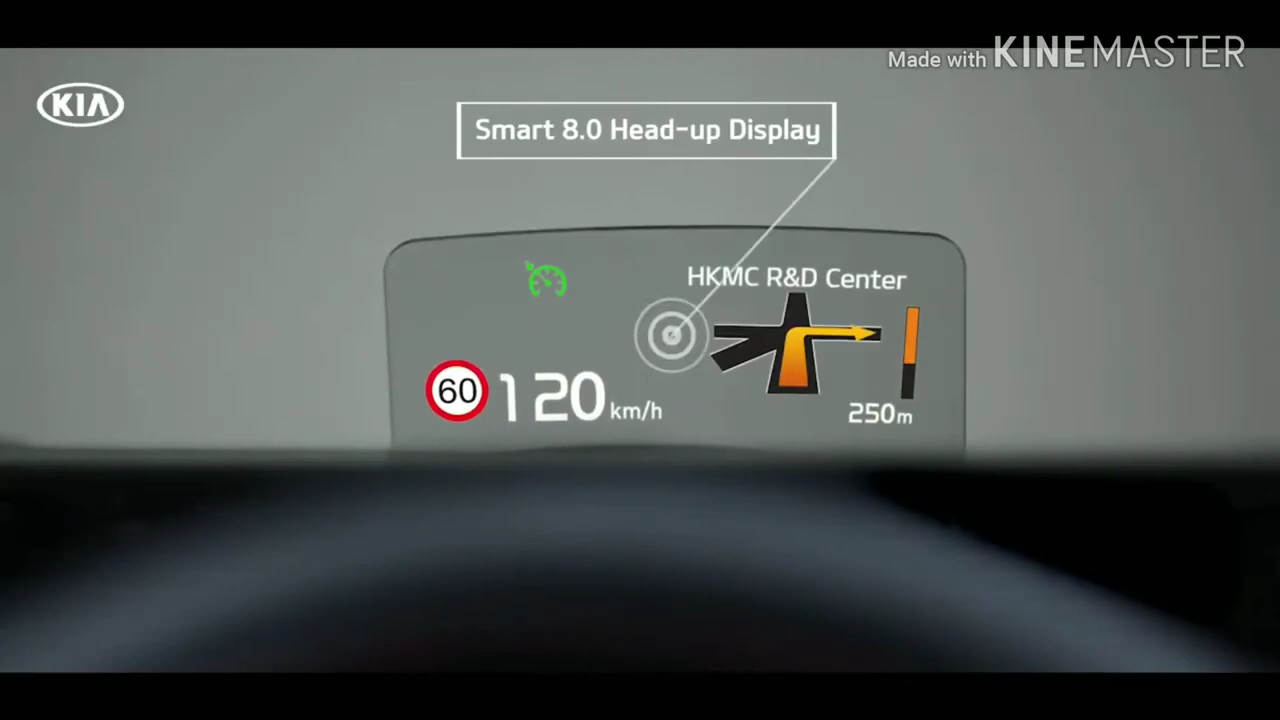 Made with KINEMASTER
KIA
Smart 8.0 Head-up Display
HKMC R&D Center
60
120 km/h
250m